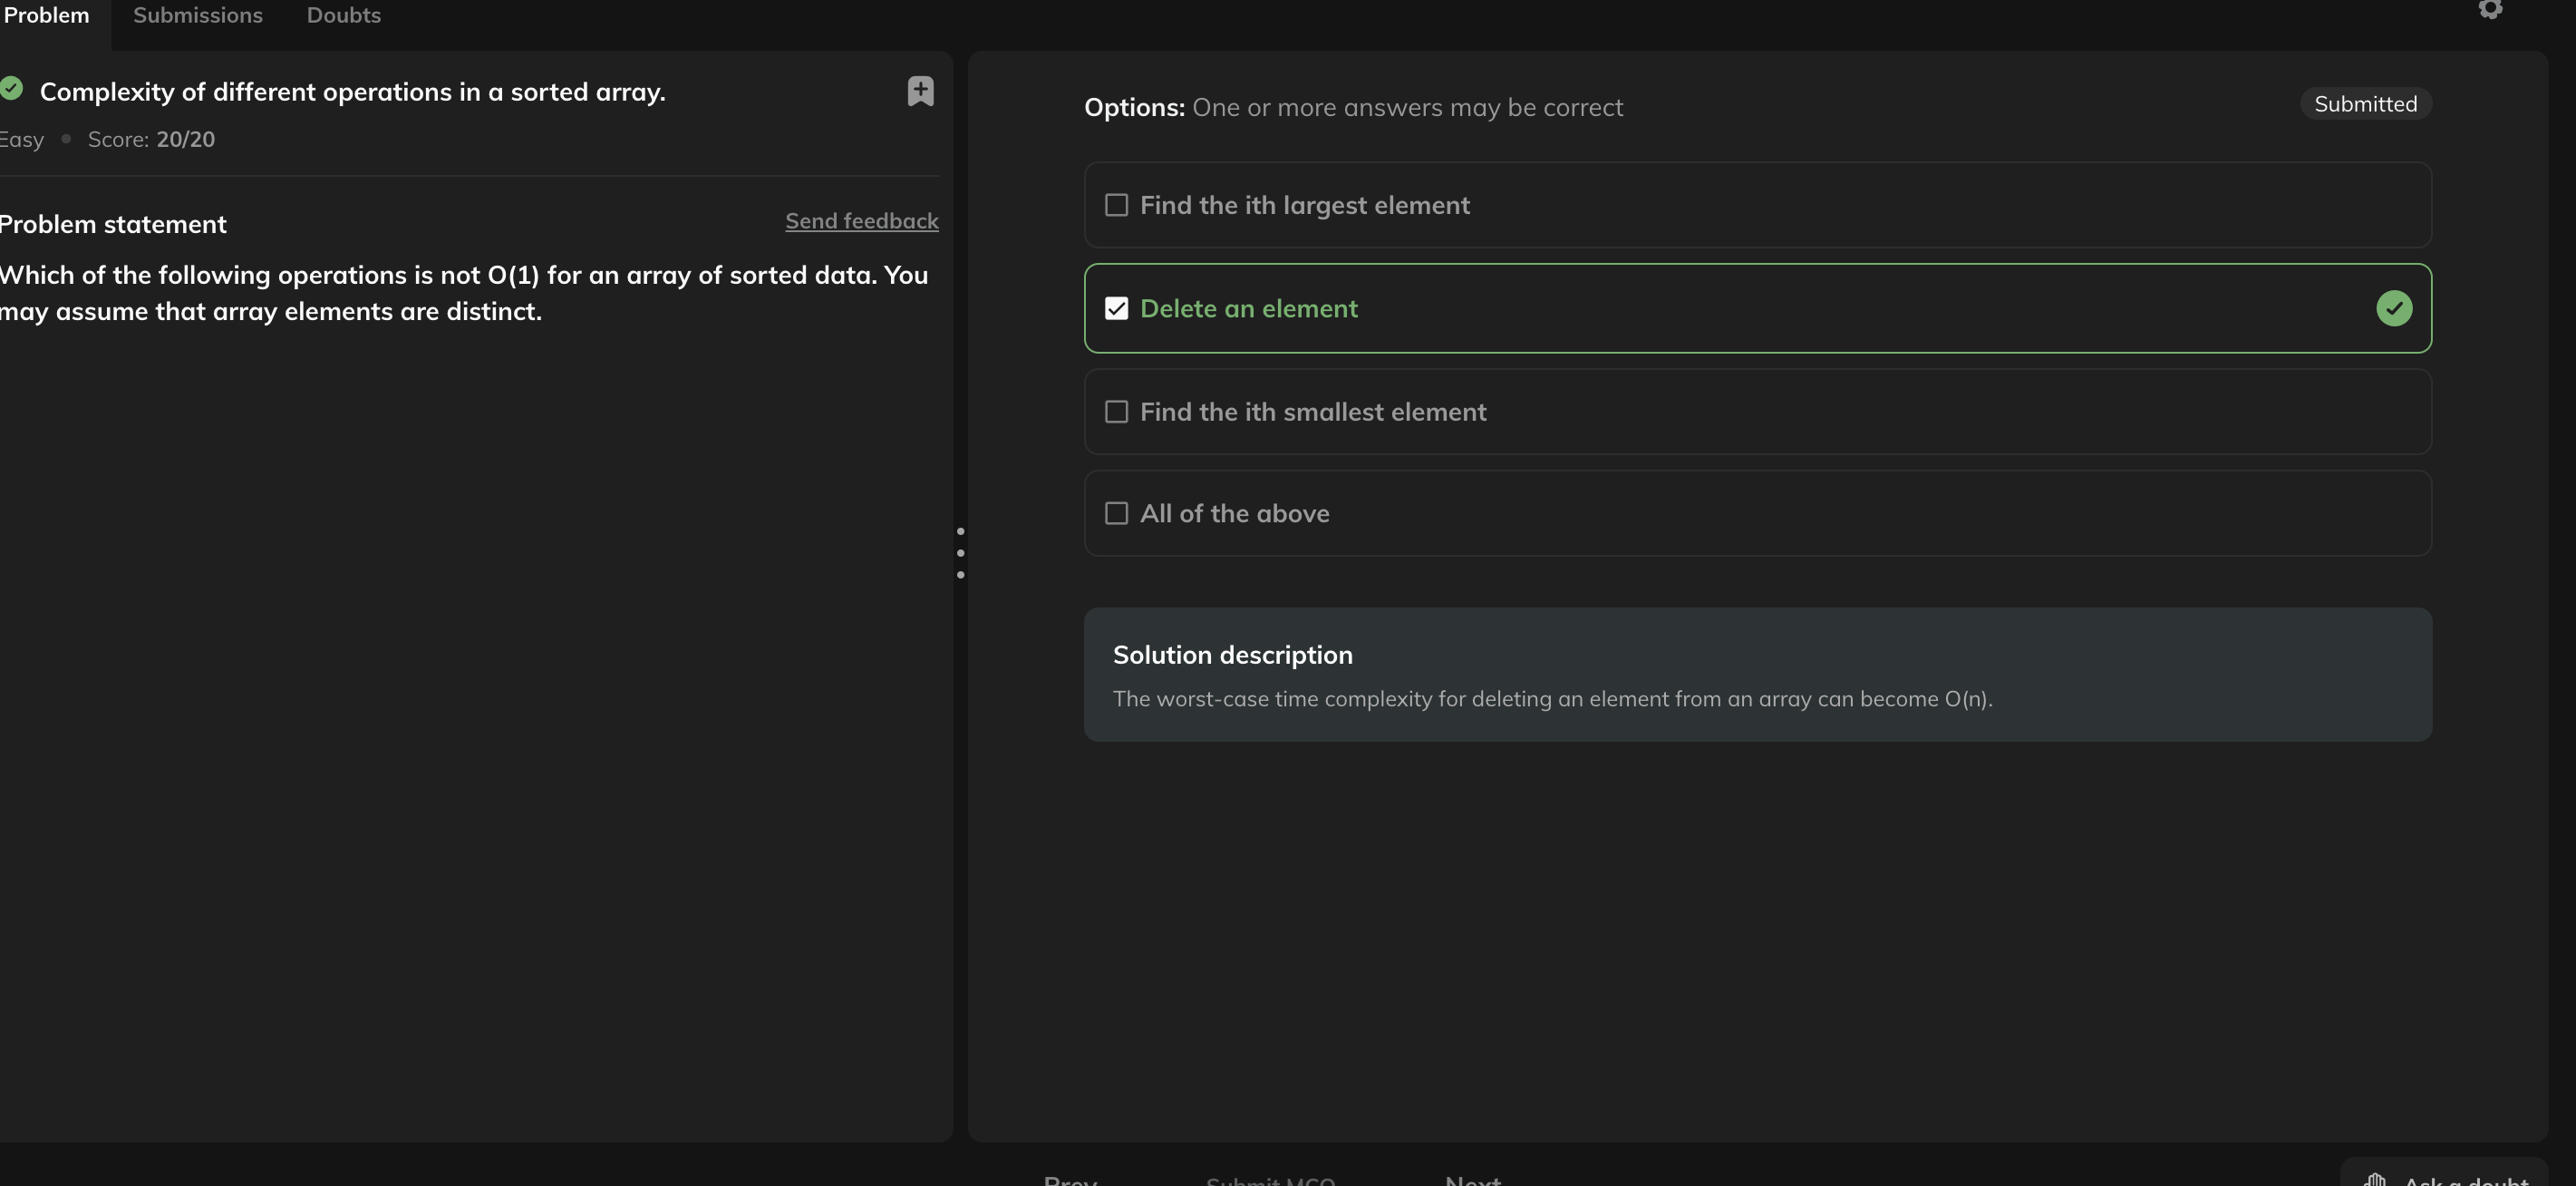 Problem Submissions Doubts
Complexity of different operations in a sorted array.
Easy • Score: 20/20
Problem statement Send feedback
Which of the following operations is not O(1) for an array of sorted data. You
may assume that array elements are distinct.
Options: One or more answers may be correct Submitted
Find the ith largest element
Delete an element
Find the ith smallest element
All of the above
Solution description
The worst-case time complexity for deleting an element from an array can become O(n).
Prev Submit MCQ Next Ask a doubt